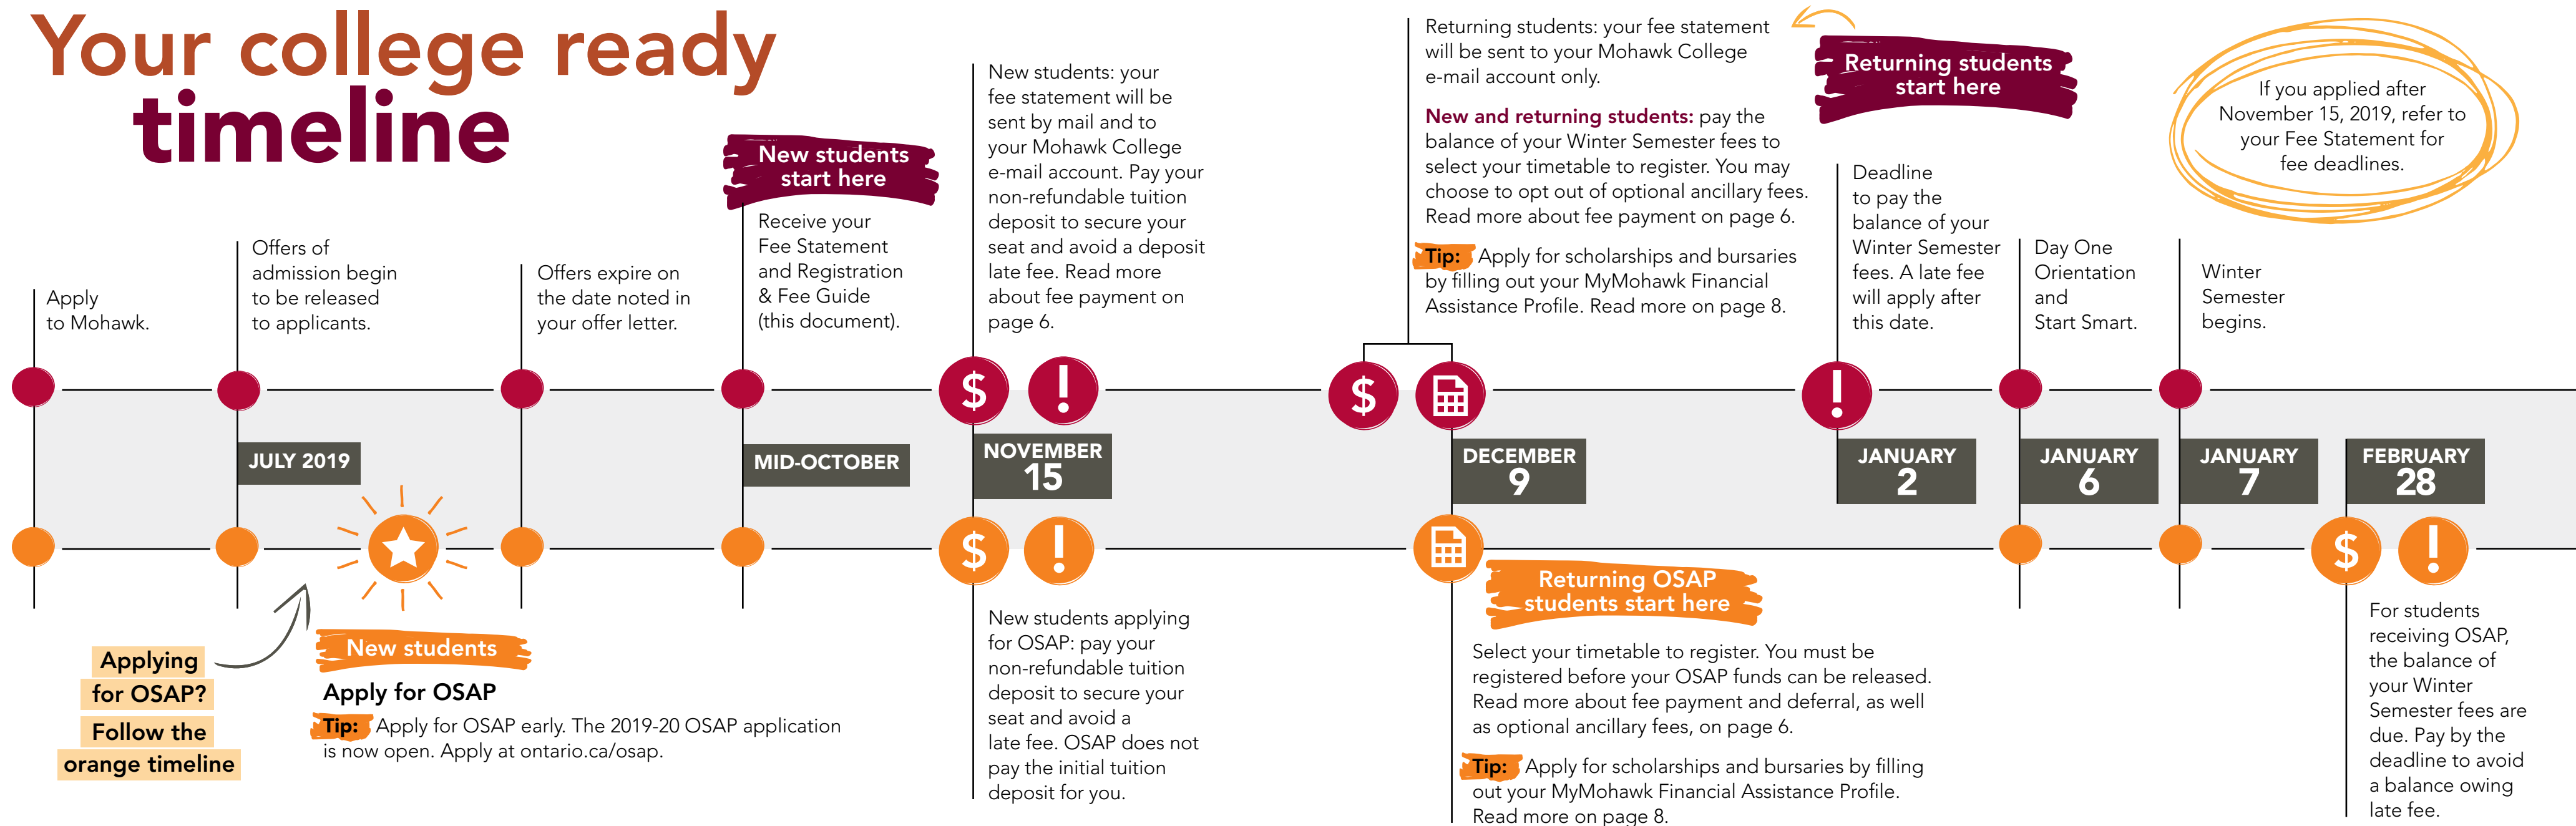 Your college ready
timeline
Apply
to Mohawk.
Offers of
admission begin
to be released
to applicants.
Offers expire on
the date noted in
your offer letter.
New students
start here
Receive your
Fee Statement
and Registration
& Fee Guide
(this document).
New students: your
fee statement will be
sent by mail and to
your Mohawk College
e-mail account. Pay your
non-refundable tuition
deposit to secure your
seat and avoid a deposit
late fee. Read more
about fee payment on
page 6.
Returning students: your fee statement
will be sent to your Mohawk College
e-mail account only.
New and returning students: pay the
balance of your Winter Semester fees to
select your timetable to register. You may
choose to opt out of optional ancillary fees.
Read more about fee payment on page 6.
Tip: Apply for scholarships and bursaries
by filling out your MyMohawk Financial
Assistance Profile. Read more on page 8.
Returning students
start here
Deadline
to pay the
balance of your
Winter Semester
fees. A late fee
will apply after
this date.
Day One
Orientation
and
Start Smart.
Winter
Semester
begins.
If you applied after
November 15, 2019, refer to
your Fee Statement for
fee deadlines.
$ !
$
!
JULY 2019
MID-OCTOBER
NOVEMBER
15
DECEMBER
9
JANUARY
2
JANUARY
6
JANUARY
7
FEBRUARY
28
$ !
$ !
Applying
for OSAP?
Follow the
orange timeline
New students
Apply for OSAP
Tip: Apply for OSAP early. The 2019-20 OSAP application
is now open. Apply at ontario.ca/osap.
New students applying
for OSAP: pay your
non-refundable tuition
deposit to secure your
seat and avoid a
late fee. OSAP does not
pay the initial tuition
deposit for you.
Returning OSAP
students start here
Select your timetable to register. You must be
registered before your OSAP funds can be released.
Read more about fee payment and deferral, as well
as optional ancillary fees, on page 6.
Tip: Apply for scholarships and bursaries by filling
out your MyMohawk Financial Assistance Profile.
Read more on page 8.
For students
receiving OSAP,
the balance of
your Winter
Semester fees are
due. Pay by the
deadline to avoid
a balance owing
late fee.